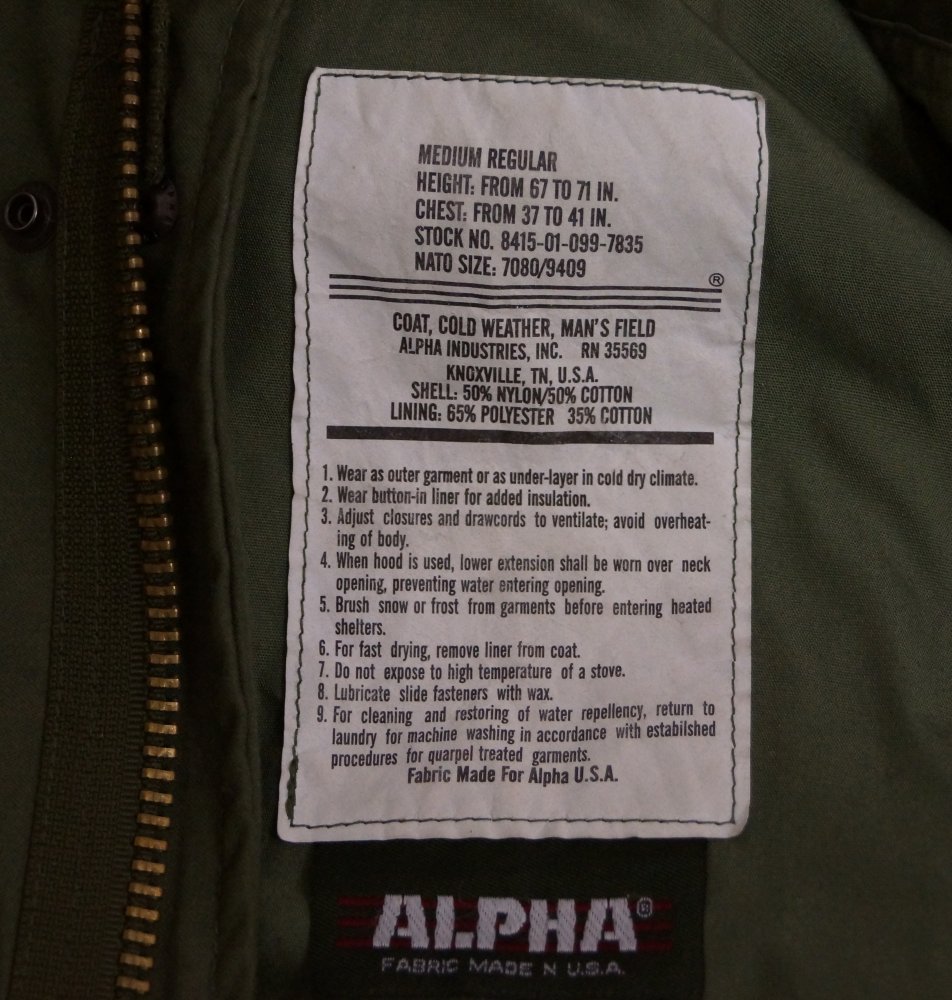 MEDIUM REGULAR
HEIGHT: FROM 67 TO 71 IN.
CHEST: FROM 37 TO 41 IN.
STOCK NO. 8415-01-099-7835
NATO SIZE: 7080/9409
®
COAT, COLD WEATHER, MAN'S FIELD
ALPHA INDUSTRIES, INC. RN 35569
KNOXVILLE, TN, U.S.A.
SHELL: 50% NYLON/50% COTTON
LINING: 65% POLYESTER 35% COTTON
1. Wear as outer garment or as under-layer in cold dry climate.
2. Wear button-in liner for added insulation.
3. Adjust closures and drawcords to ventilate; avoid overheat-
ing of body.
4. When hood is used, lower extension shall be worn over neck
opening, preventing water entering opening.
5. Brush snow or frost from garments before entering heated
shelters.
6. For fast drying, remove liner from coat.
7. Do not expose to high temperature of a stove.
8. Lubricate slide fasteners with wax.
9. For cleaning and restoring of water repellency, return to
laundry for machine washing in accordance with estabilshed
procedures for quarpel treated garments.
Fabric Made For Alpha U.S.A.
ALPHA®
FABRIC MADE N U.S.A.